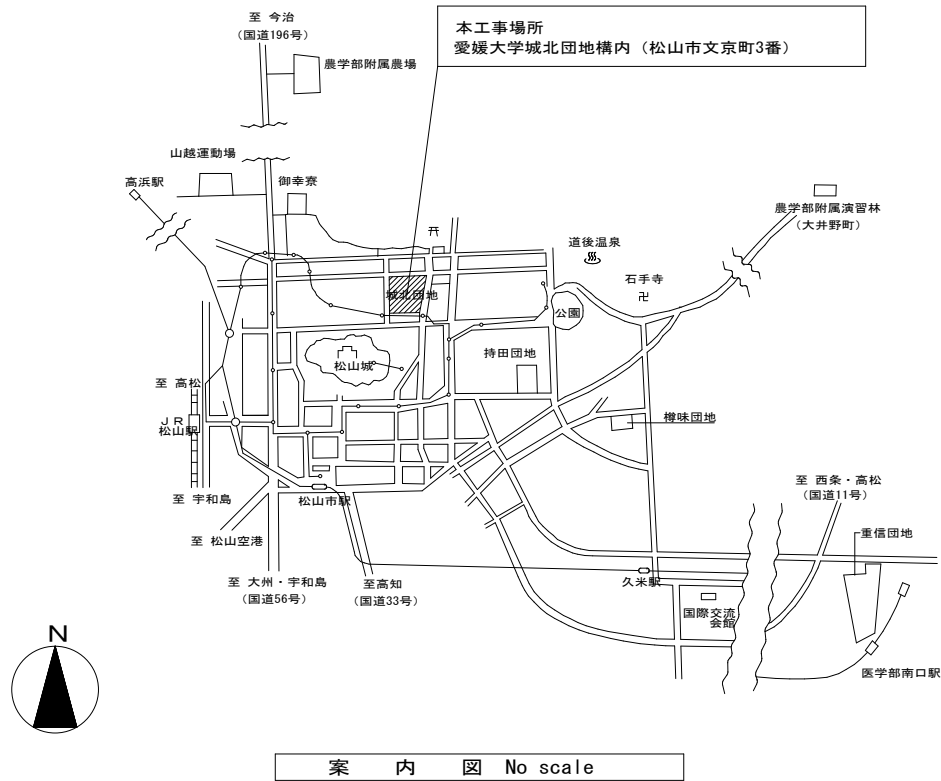 至 今治
(国道196号)
本工事場所
愛媛大学城北団地構内（松山市文京町3番）
農学部附属農場
山越運動場
高浜駅
御幸寮
農学部附属演習林
（大井野町）
道後温泉
石手寺
卍
城北団地
公園
松山城
持田団地
至 高松
ＪＲ
松山駅
樽味団地
至 宇和島
松山市駅
至 西条・高松
(国道11号)
至 松山空港
重信団地
至 大州・宇和島
(国道56号)
至高知
(国道33号)
久米駅
国際交流
会館
医学部南口駅
N
案 内 図 No scale